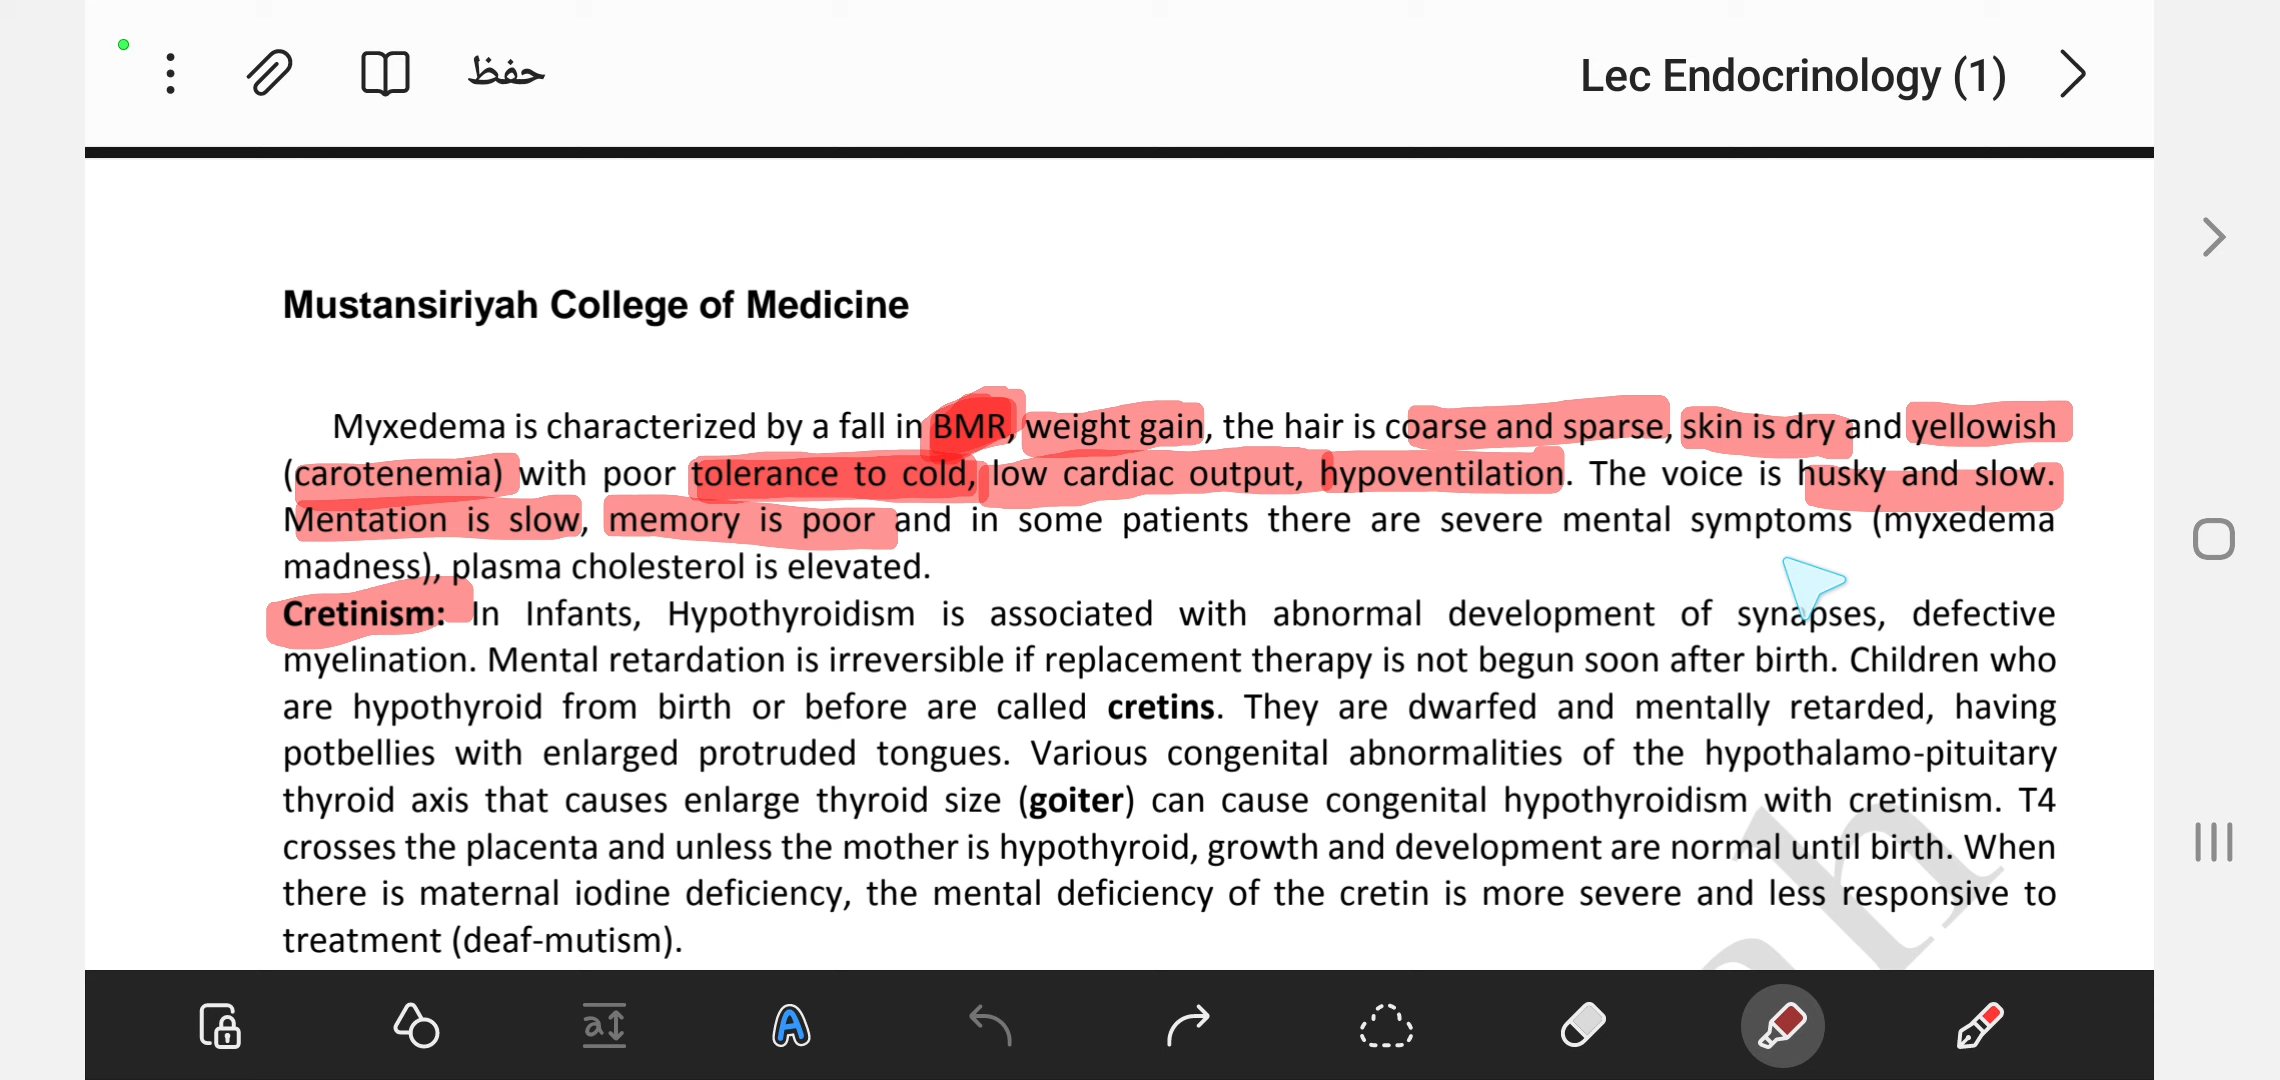 حفظ
Lec Endocrinology (1)
Mustansiriyah College of Medicine
Myxedema is characterized by a fall in BMR, weight gain, the hair is coarse and sparse, skin is dry and yellowish
(carotenemia) with poor tolerance to cold, low cardiac output, hypoventilation. The voice is husky and slow.
Mentation is slow, memory is poor and in some patients there are severe mental symptoms (myxedema
madness), plasma cholesterol is elevated.
Cretinism: In Infants, Hypothyroidism is associated with abnormal development of synapses, defective
myelination. Mental retardation is irreversible if replacement therapy is not begun soon after birth. Children who
are hypothyroid from birth or before are called cretins. They are dwarfed and mentally retarded, having
potbellies with enlarged protruded tongues. Various congenital abnormalities of the hypothalamo-pituitary
thyroid axis that causes enlarge thyroid size (goiter) can cause congenital hypothyroidism with cretinism. T4
crosses the placenta and unless the mother is hypothyroid, growth and development are normal until birth. When
there is maternal iodine deficiency, the mental deficiency of the cretin is more severe and less responsive to
treatment (deaf-mutism).